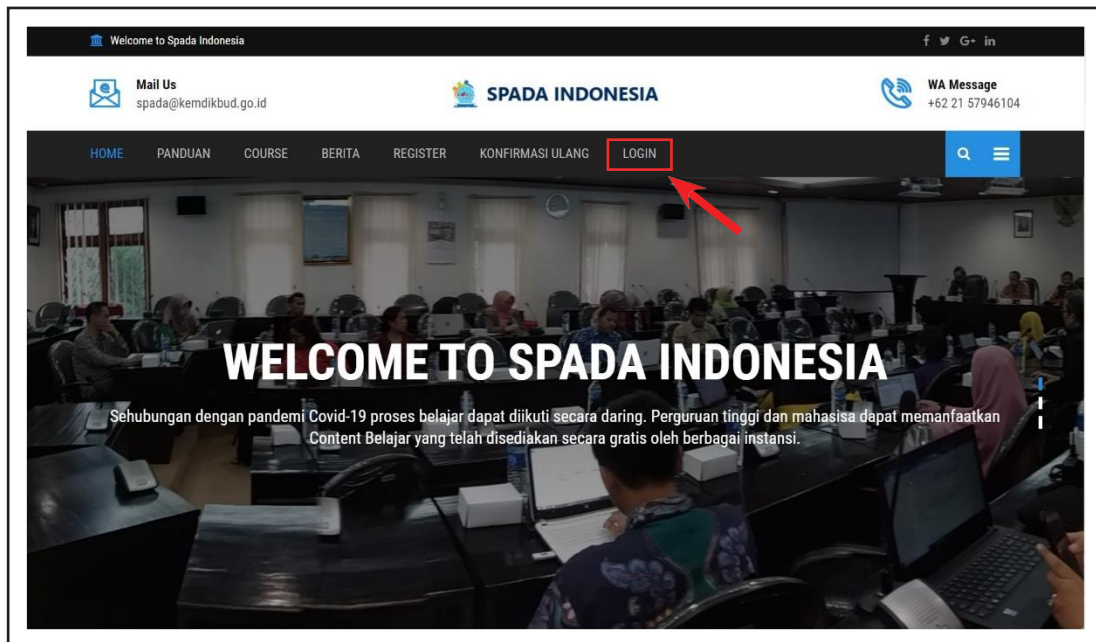 Welcome to Spada Indonesia
Mail Us
spada@kemdikbud.go.id
SPADA INDONESIA
WA Message
+62 21 57946104
HOME PANDUAN COURSE BERITA REGISTER KONFIRMASI ULANG LOGIN
WELCOME TO SPADA INDONESIA
Sehubungan dengan pandemi Covid-19 proses belajar dapat diikuti secara daring. Perguruan tinggi dan mahasisa dapat memanfaatkan
Content Belajar yang telah disediakan secara gratis oleh berbagai instansi.